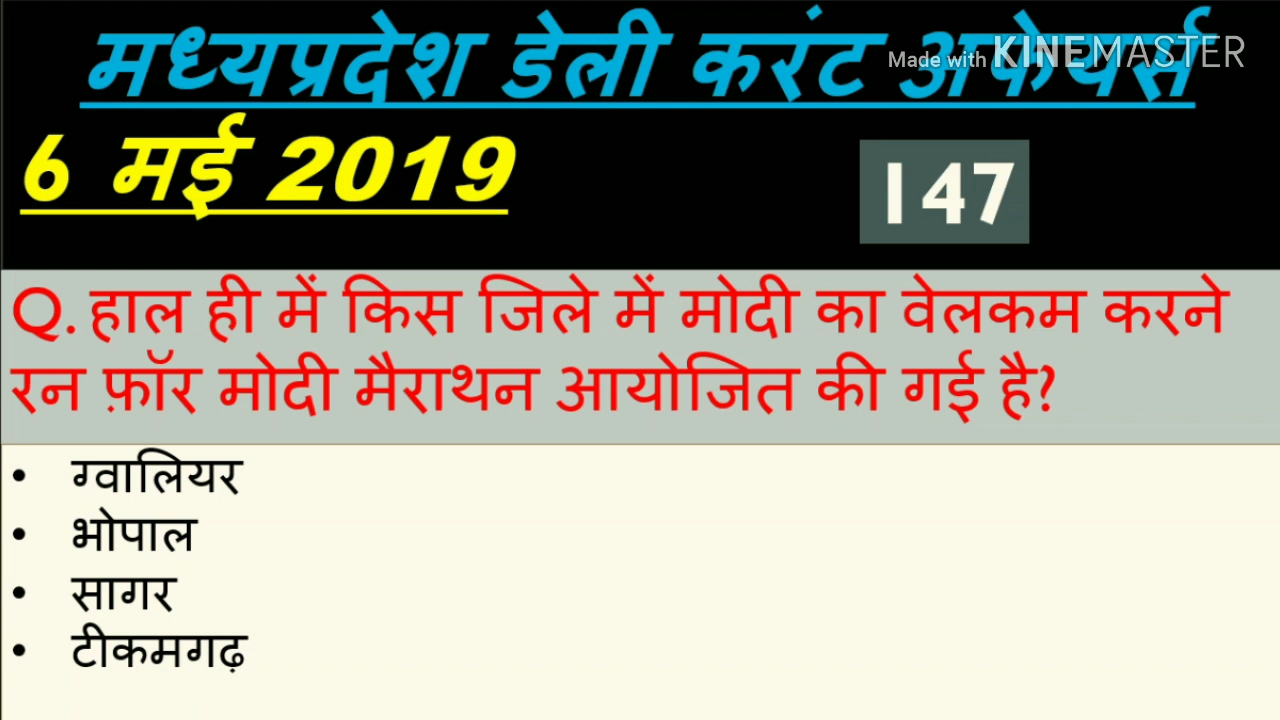 मध्यप्रदेश डेली करंट अफेयर्स
Made with KINEMASTER
6 मई 2019
147
Q. हाल ही में किस जिले में मोदी का वेलकम करने
रन फ़ॉर मोदी मैराथन आयोजित की गई है?
• ग्वालियर
• भोपाल
• सागर
• टीकमगढ़